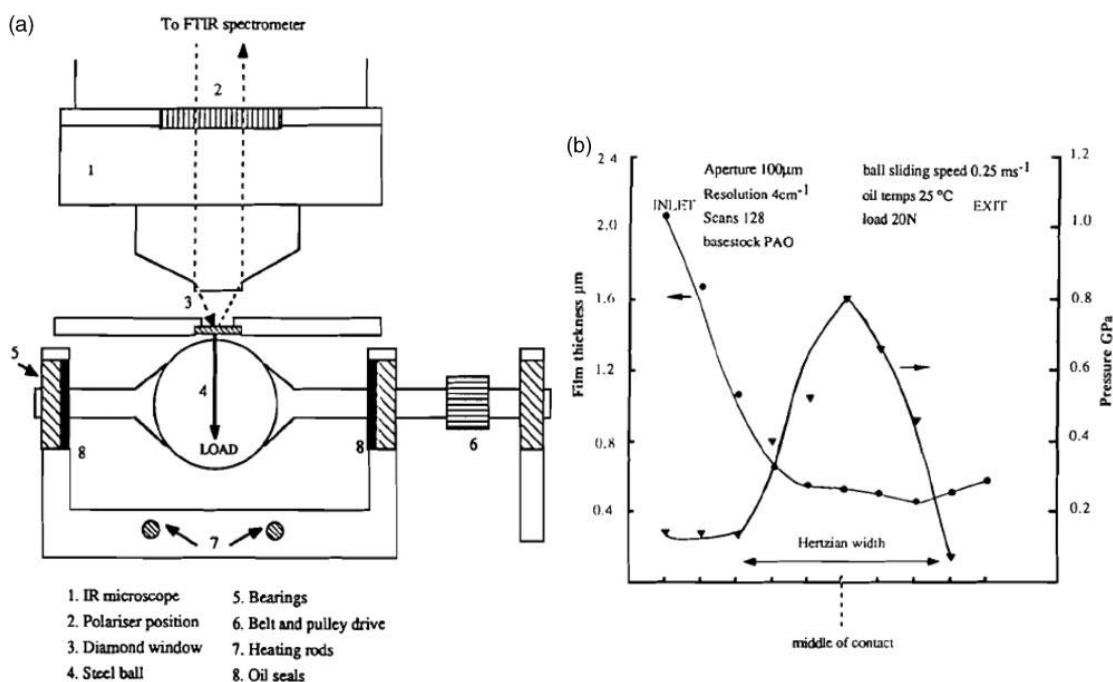 (a)
To FTIR spectrometer
2
1
3
5
4
LOAD
8
8
6
7
1. IR microscope
2. Polariser position
3. Diamond window
4. Steel ball
5. Bearings
6. Belt and pulley drive
7. Heating rods
8. Oil seals
(b)
2.4
2.0
1.6
1.2
0.8
0.4
Film thickness μm
Aperture 100μm
Resolution 4cm⁻¹
INLET
Scans 128
basestock PAO
ball sliding speed 0.25 ms⁻¹
oil temps 25 °C
EXIT
load 20N
1.2
1.0
0.8
0.6
0.4
0.2
Pressure GPa
Hertzian width
middle of contact